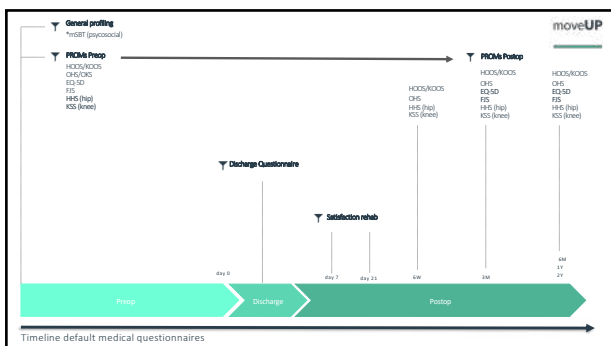 General profiling
*mSBT (psycosocial)
moveUP
PROMs Preop
HOOS/KOOS
OHS/OKS
EQ-5D
FJS
HHS (hip)
KSS (knee)
PROMs Postop
HOOS/KOOS
OHS
HHS (hip)
KSS (knee)
HOOS/KOOS
OHS
EQ-5D
FJS
HHS (hip)
KSS (knee)
HOOS/KOOS
OHS
EQ-5D
FJS
HHS (hip)
KSS (knee)
Discharge Questionnaire
Satisfaction rehab
day 0
day 7
day 21
6W
3M
6M
1Y
2Y
Preop
Discharge
Postop
Timeline default medical questionnaires